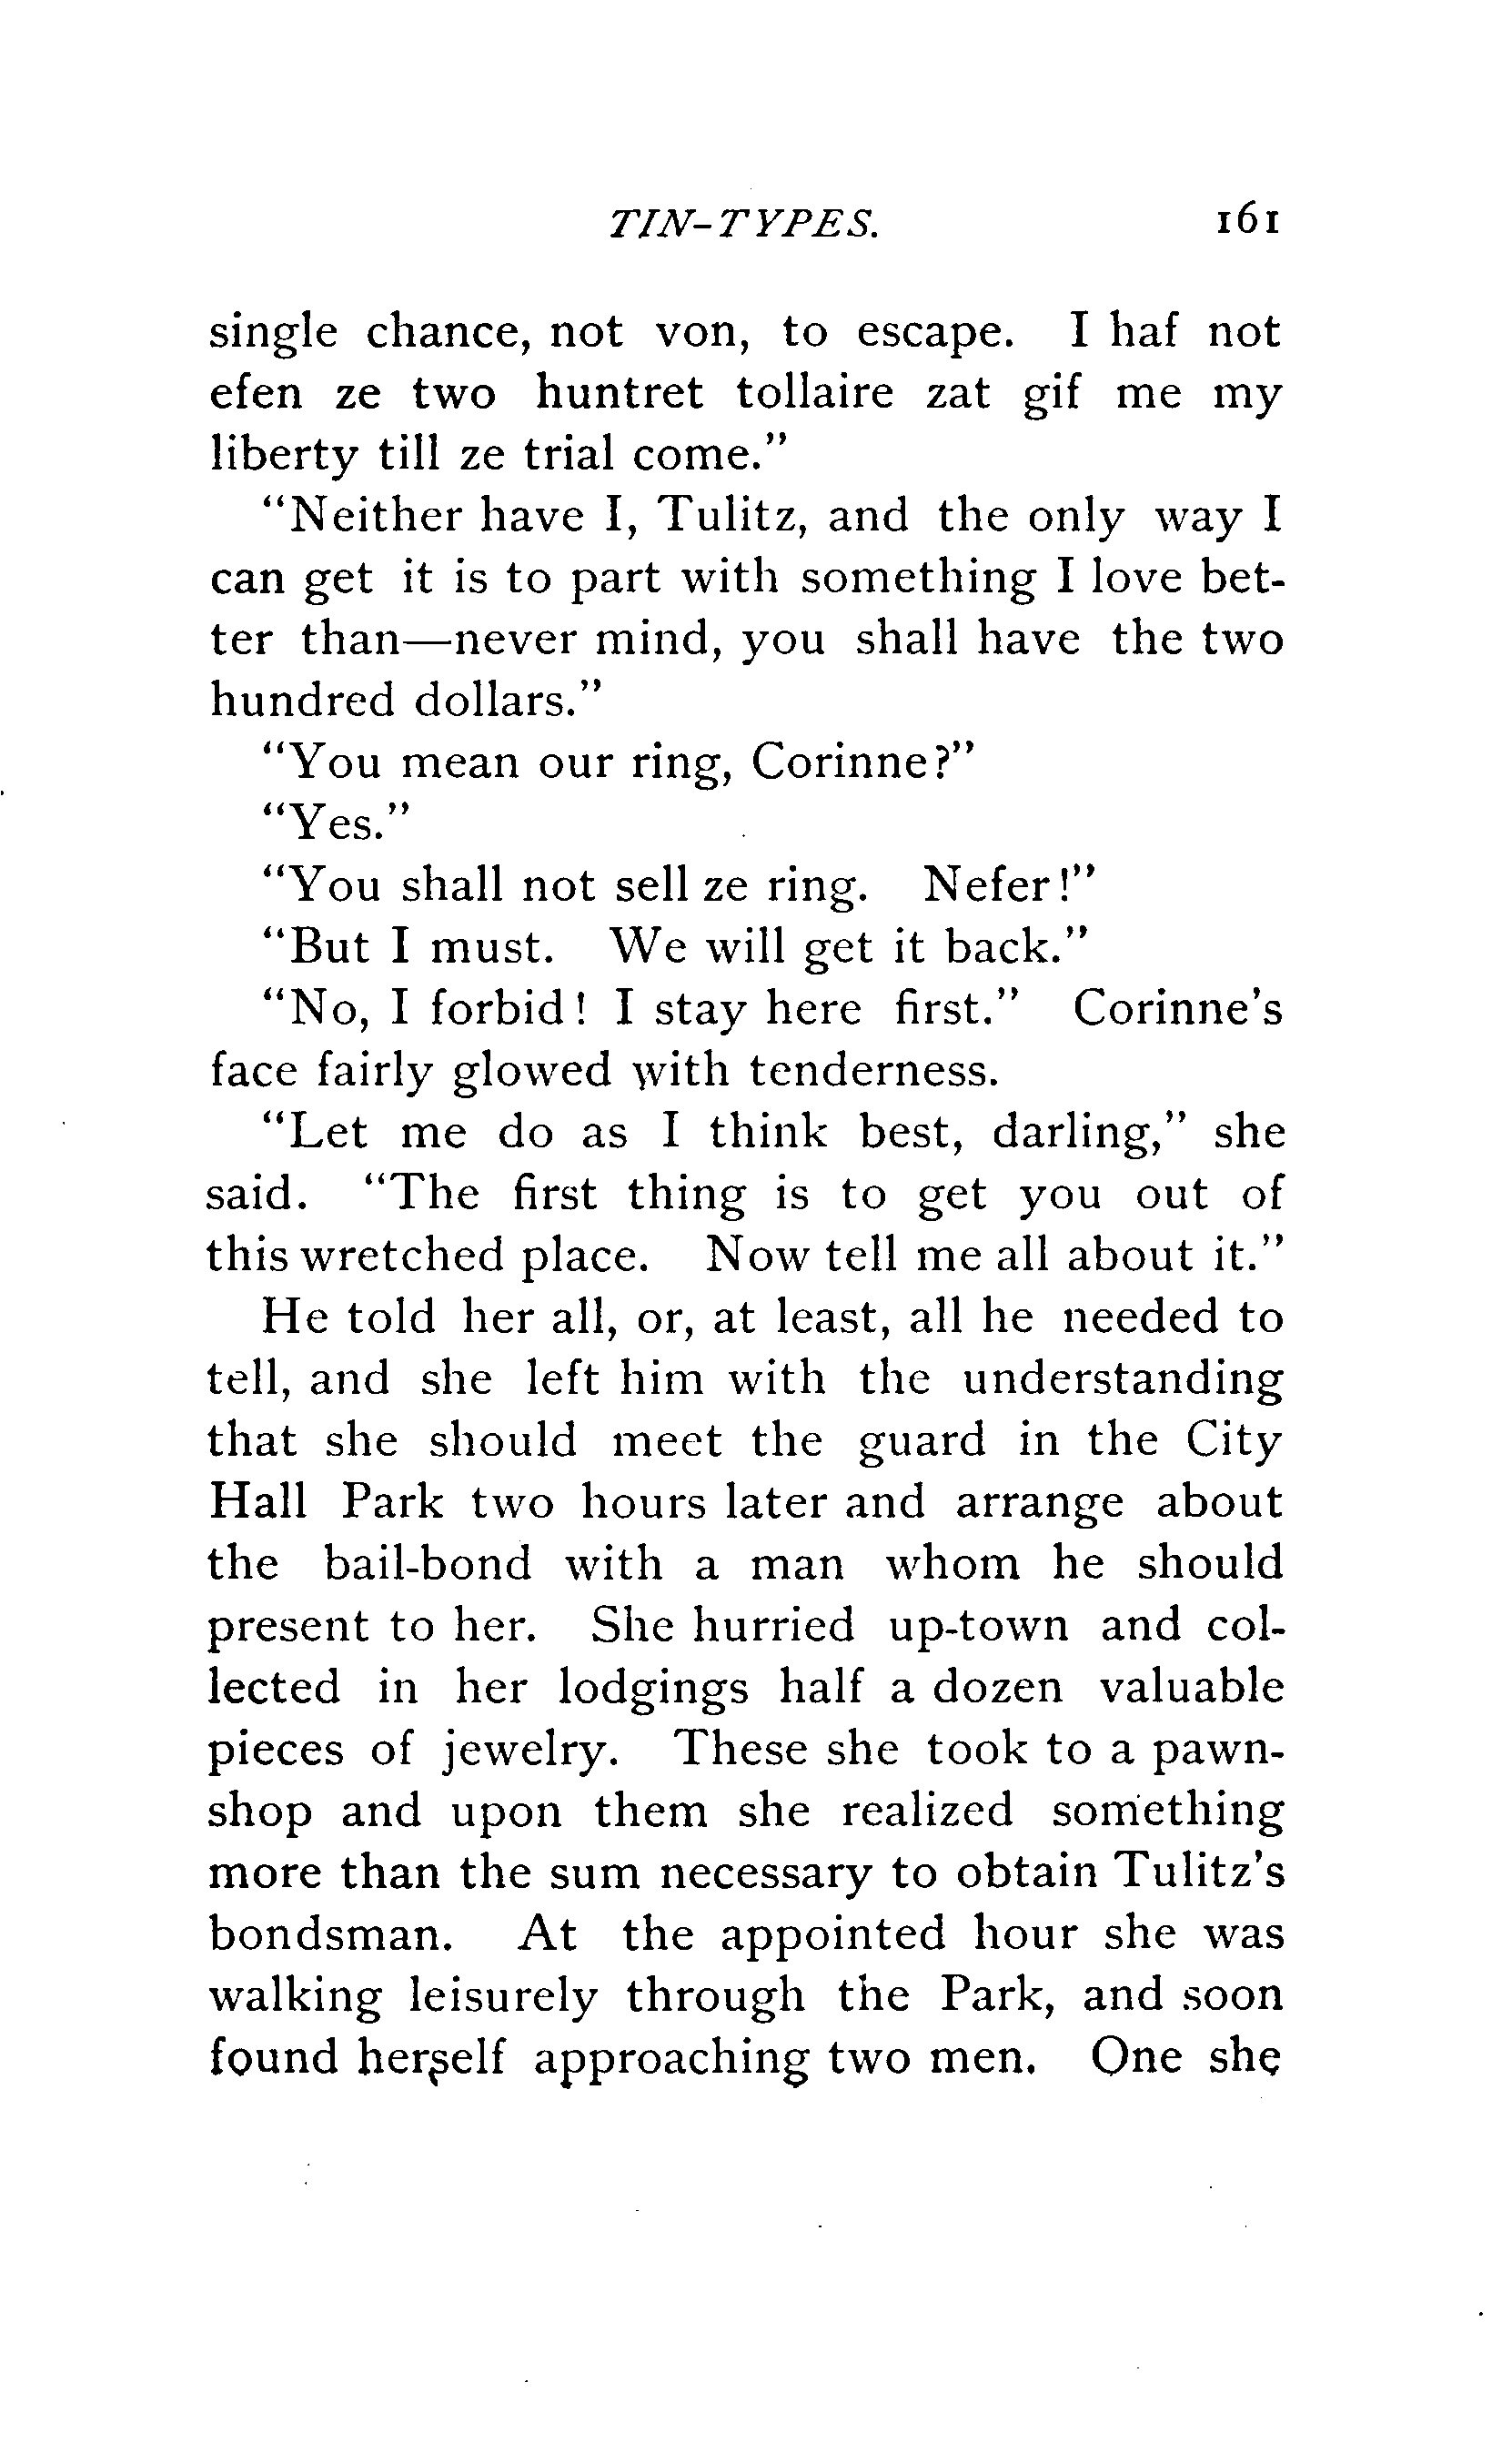 TIN-TYPES. 161
single chance, not von, to escape. I haf not
efen ze two huntret tollaire zat gif me my
liberty till ze trial come."
"Neither have I, Tulitz, and the only way I
can get it is to part with something I love bet-
ter than—never mind, you shall have the two
hundred dollars."
"You mean our ring, Corinne?"
"Yes."
"You shall not sell ze ring. Nefer!"
"But I must. We will get it back."
"No, I forbid! I stay here first." Corinne's
face fairly glowed with tenderness.
"Let me do as I think best, darling," she
said. "The first thing is to get you out of
this wretched place. Now tell me all about it."
He told her all, or, at least, all he needed to
tell, and she left him with the understanding
that she should meet the guard in the City
Hall Park two hours later and arrange about
the bail-bond with a man whom he should
present to her. She hurried up-town and col-
lected in her lodgings half a dozen valuable
pieces of jewelry. These she took to a pawn-
shop and upon them she realized something
more than the sum necessary to obtain Tulitz's
bondsman. At the appointed hour she was
walking leisurely through the Park, and soon
found herself approaching two men. One she